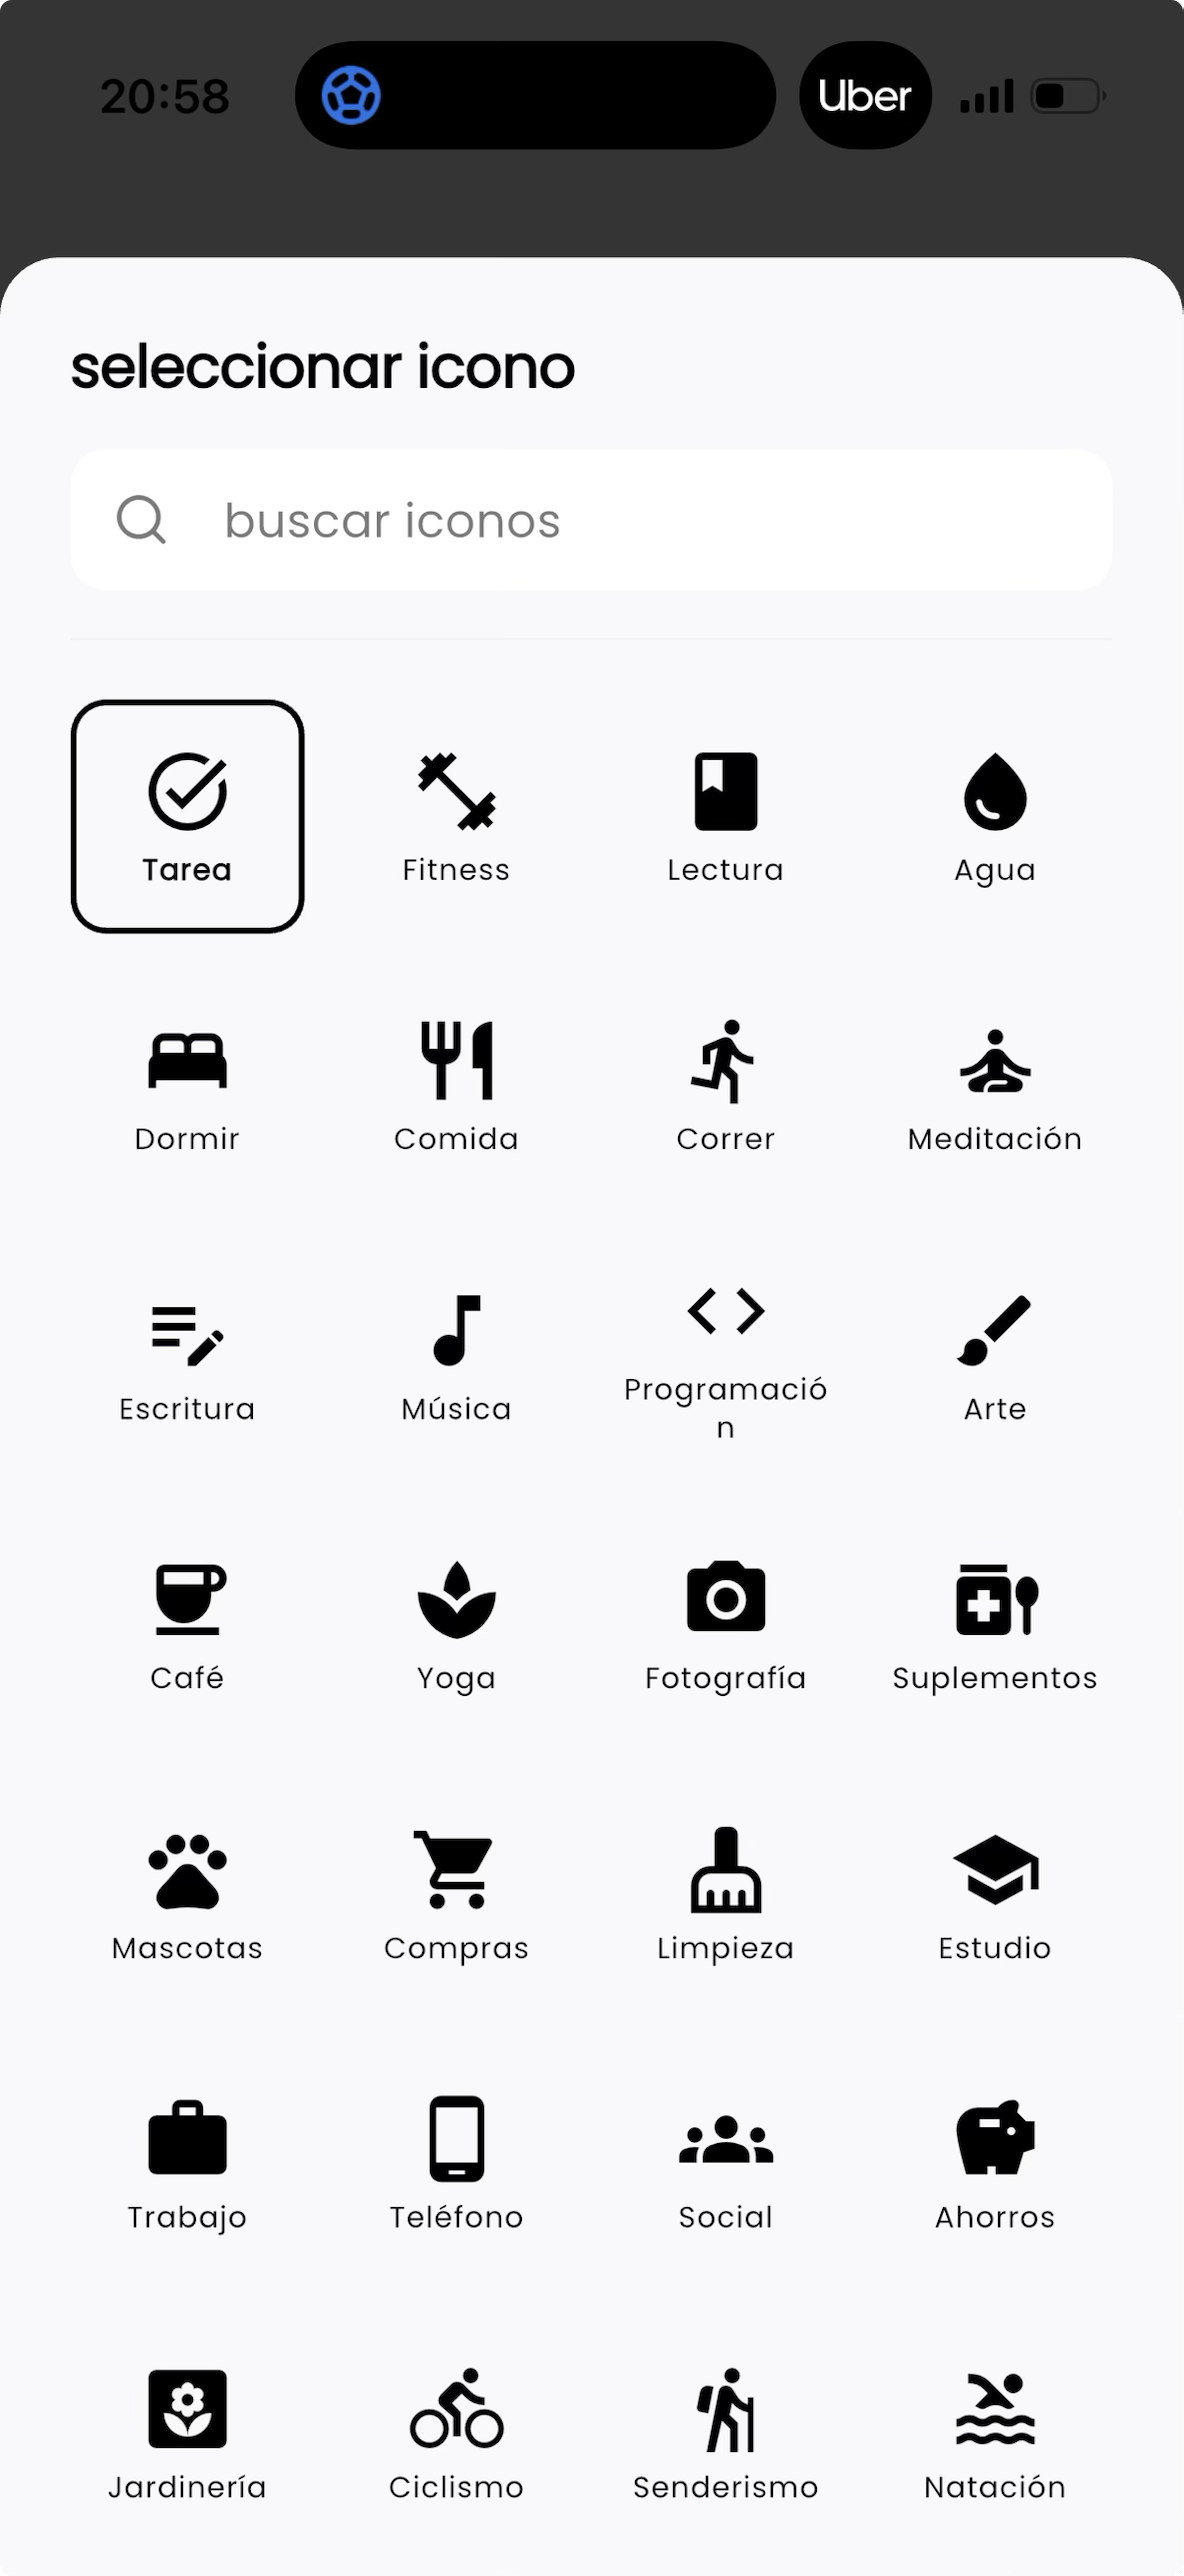 20:58
Uber
seleccionar icono
buscar iconos
Tarea
Fitness
Lectura
Agua
Dormir
Comida
Correr
Meditación
Escritura
Música
Programació
n
Arte
Café
Yoga
Fotografía
Suplementos
Mascotas
Compras
Limpieza
Estudio
Trabajo
Teléfono
Social
Ahorros
Jardinería
Ciclismo
Senderismo
Natación